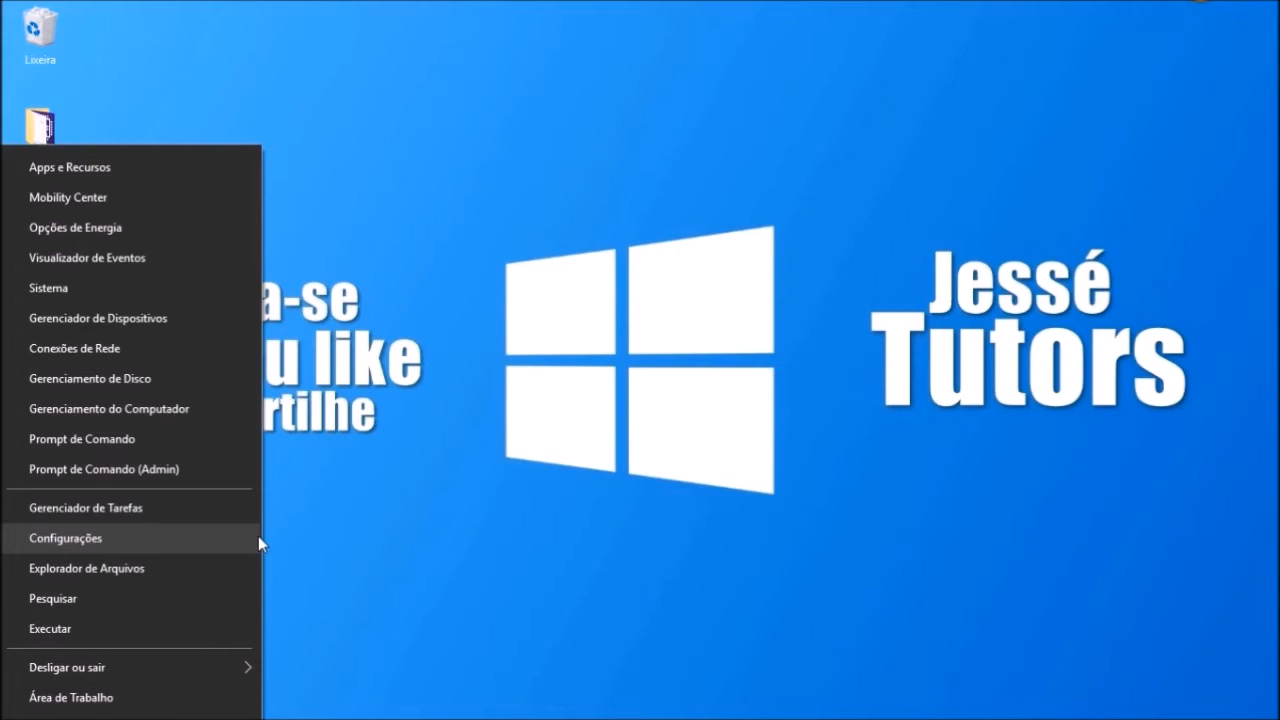 Lixeira
Apps e Recursos
Mobility Center
Opções de Energia
Visualizador de Eventos
Sistema
Gerenciador de Dispositivos
Conexões de Rede
Gerenciamento de Disco
Gerenciamento do Computador
Prompt de Comando
Prompt de Comando (Admin)
Gerenciador de Tarefas
Configurações
Explorador de Arquivos
Pesquisar
Executar
Desligar ou sair
Área de Trabalho
a-se
u like
rtilhe
Jessé
Tutors